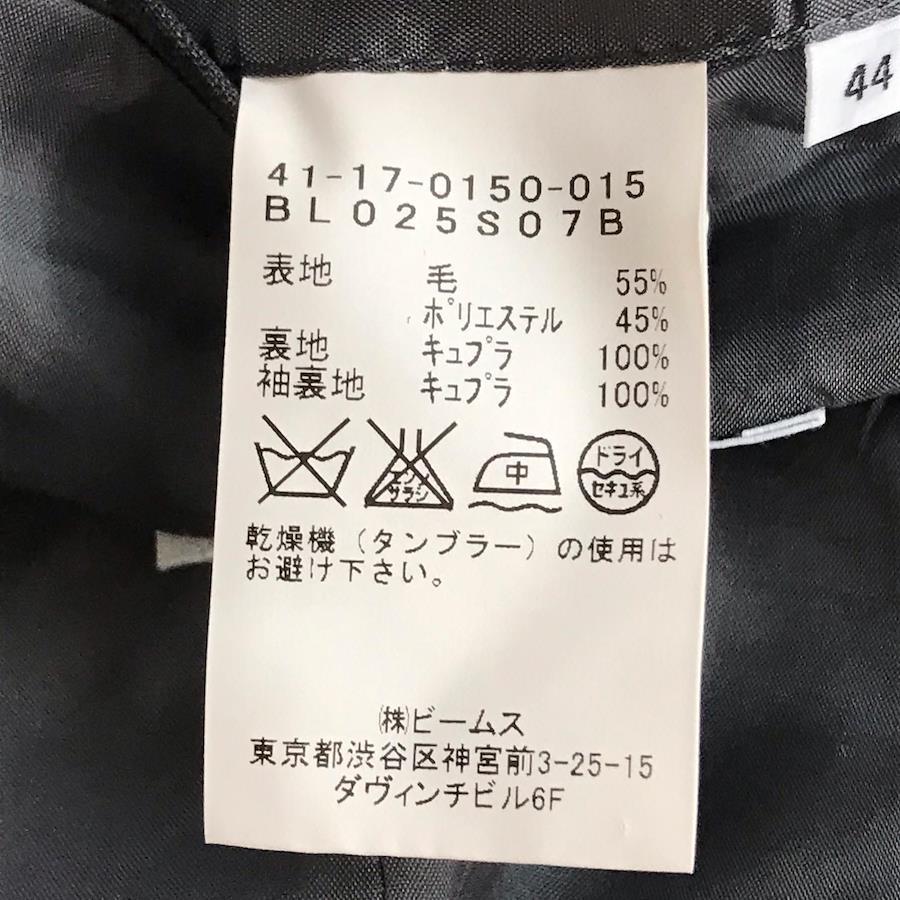 44
41-17-0150-015
BL025S07B
表地 毛 55%
ポリエステル 45%
裏地 キュプラ 100%
袖裏地 キュプラ 100%
エンソ
サラシ
中
ドライ
セキユ系
乾燥機（タンブラー）の使用は
お避け下さい。
㈱ビームス
東京都渋谷区神宮前3-25-15
ダヴィンチビル6F